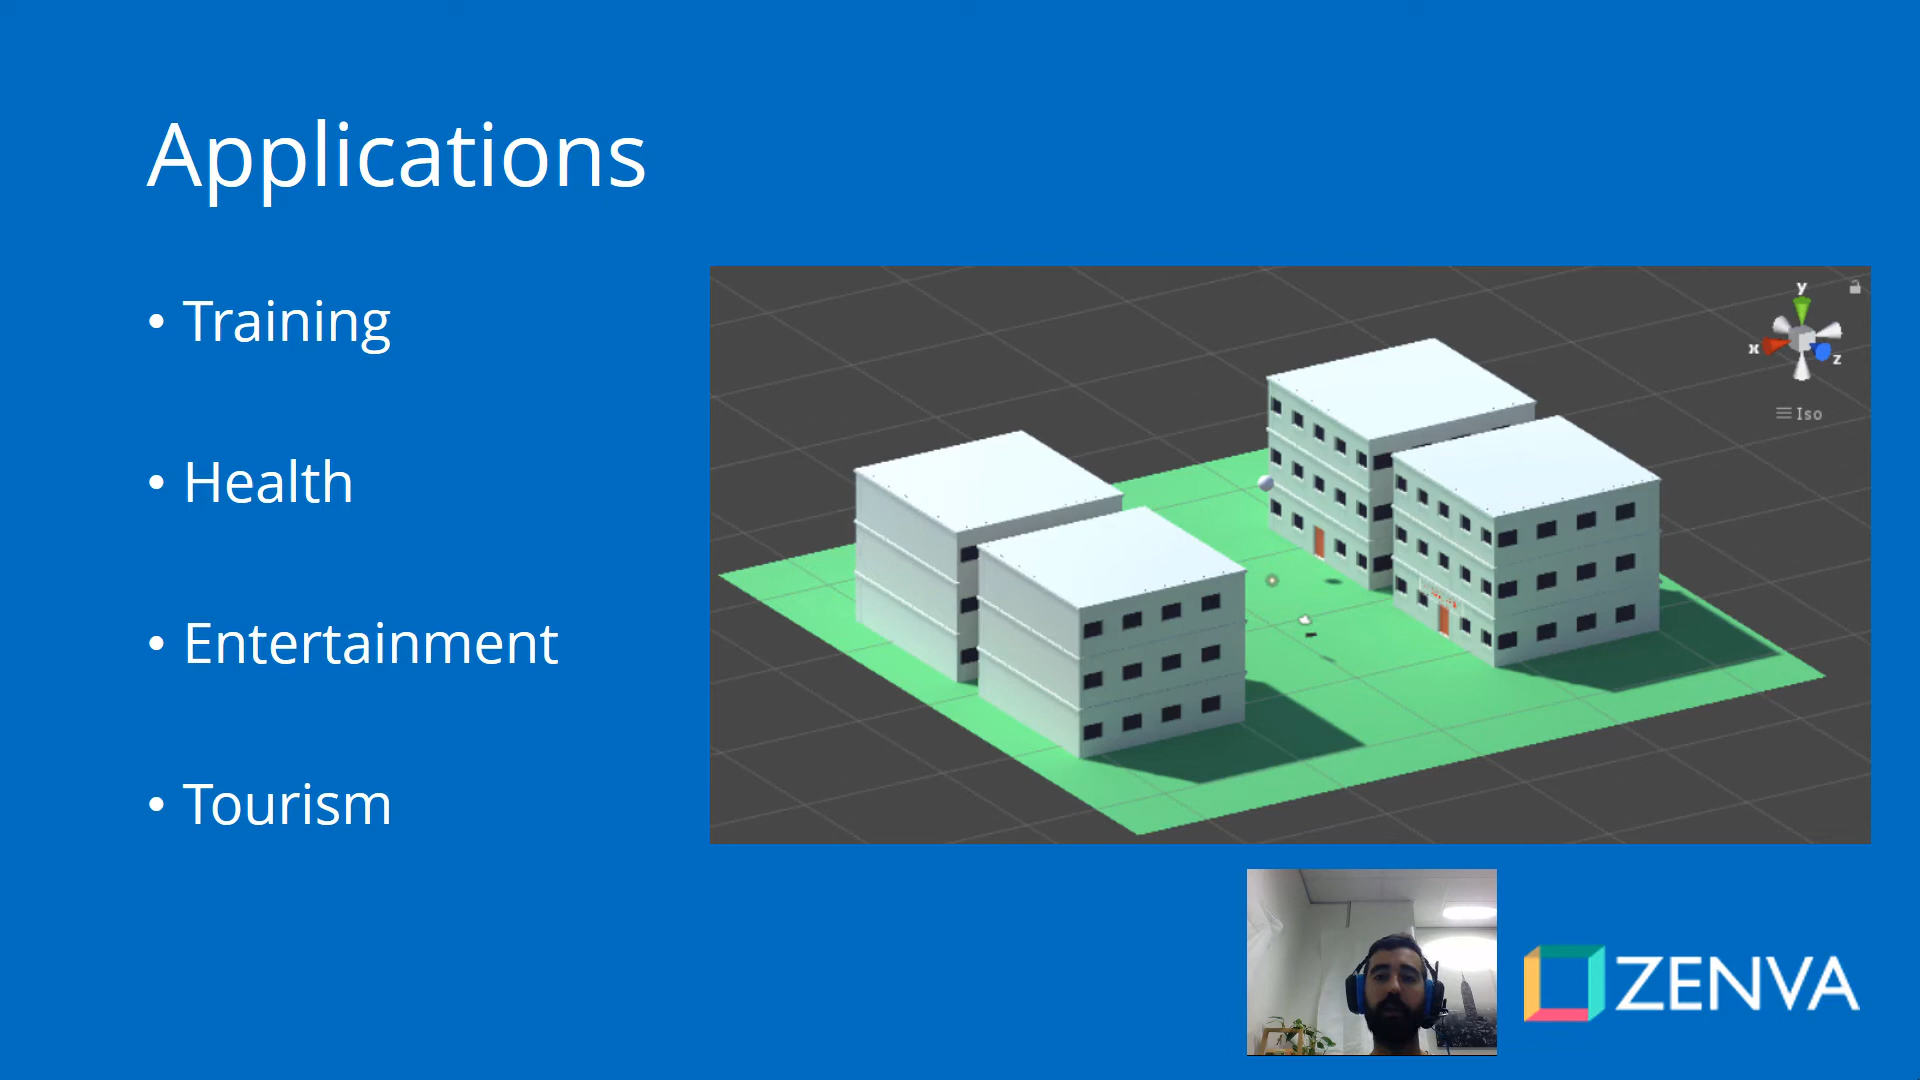 Applications
• Training
• Health
• Entertainment
• Tourism
y
x
z
Iso
ZENVA